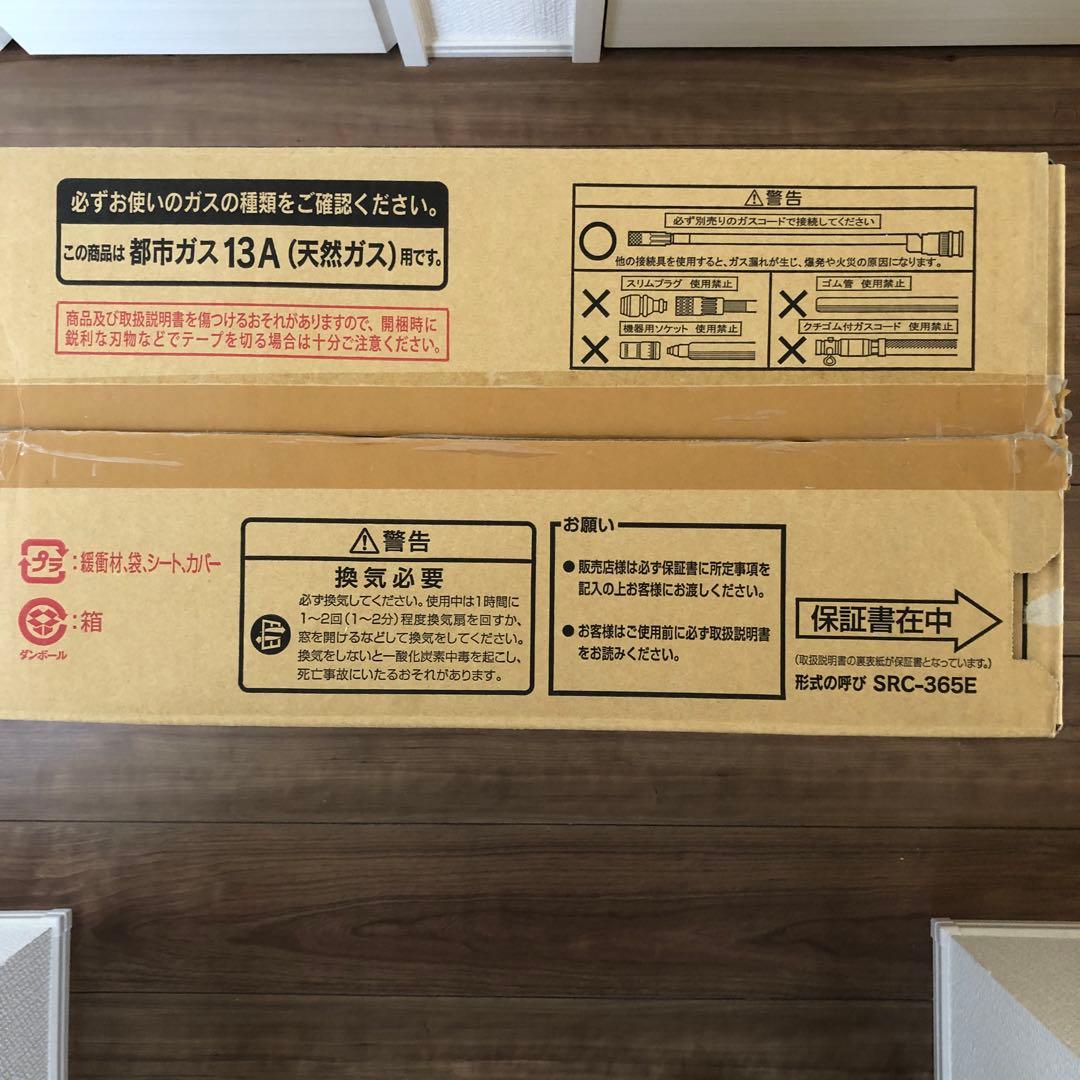 必ずお使いのガスの種類をご確認ください。
この商品は 都市ガス 13A (天然ガス) 用です。
商品及び取扱説明書を傷つけるおそれがありますので、開梱時に
鋭利な刃物などでテープを切る場合は十分ご注意ください。
⚠警告
必ず別売りのガスコードで接続してください
他の接続具を使用すると、ガス漏れが生じ、爆発や火災の原因になります。
スリムプラグ 使用禁止
ゴム管 使用禁止
機器用ソケット 使用禁止
クチゴム付ガスコード 使用禁止
プラ:緩衝材、袋、シート、カバー
:箱
ダンボール
⚠警告
換気必要
必ず換気してください。使用中は1時間に
1〜2回(1〜2分)程度換気扇を回すか、
窓を開けるなどして換気をしてください。
換気をしないと一酸化炭素中毒を起こし、
死亡事故にいたるおそれがあります。
お願い
●販売店様は必ず保証書に所定事項を
記入の上お客様にお渡しください。
●お客様はご使用前に必ず取扱説明書
をお読みください。
保証書在中
(取扱説明書の裏表紙が保証書となっています。)
形式の呼び SRC-365E